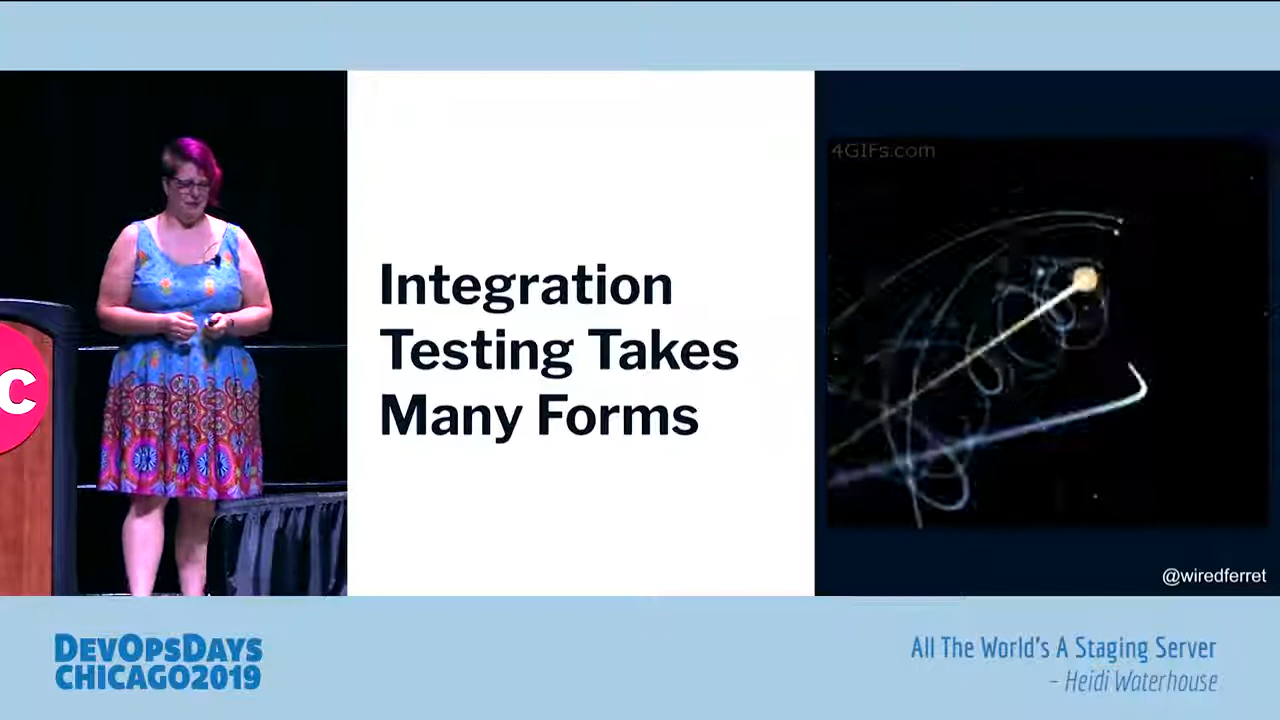 4GIFs.com
Integration
Testing Takes
Many Forms
C
@wiredferret
DevOpsDays
Chicago2019
All The World's A Staging Server
- Heidi Waterhouse